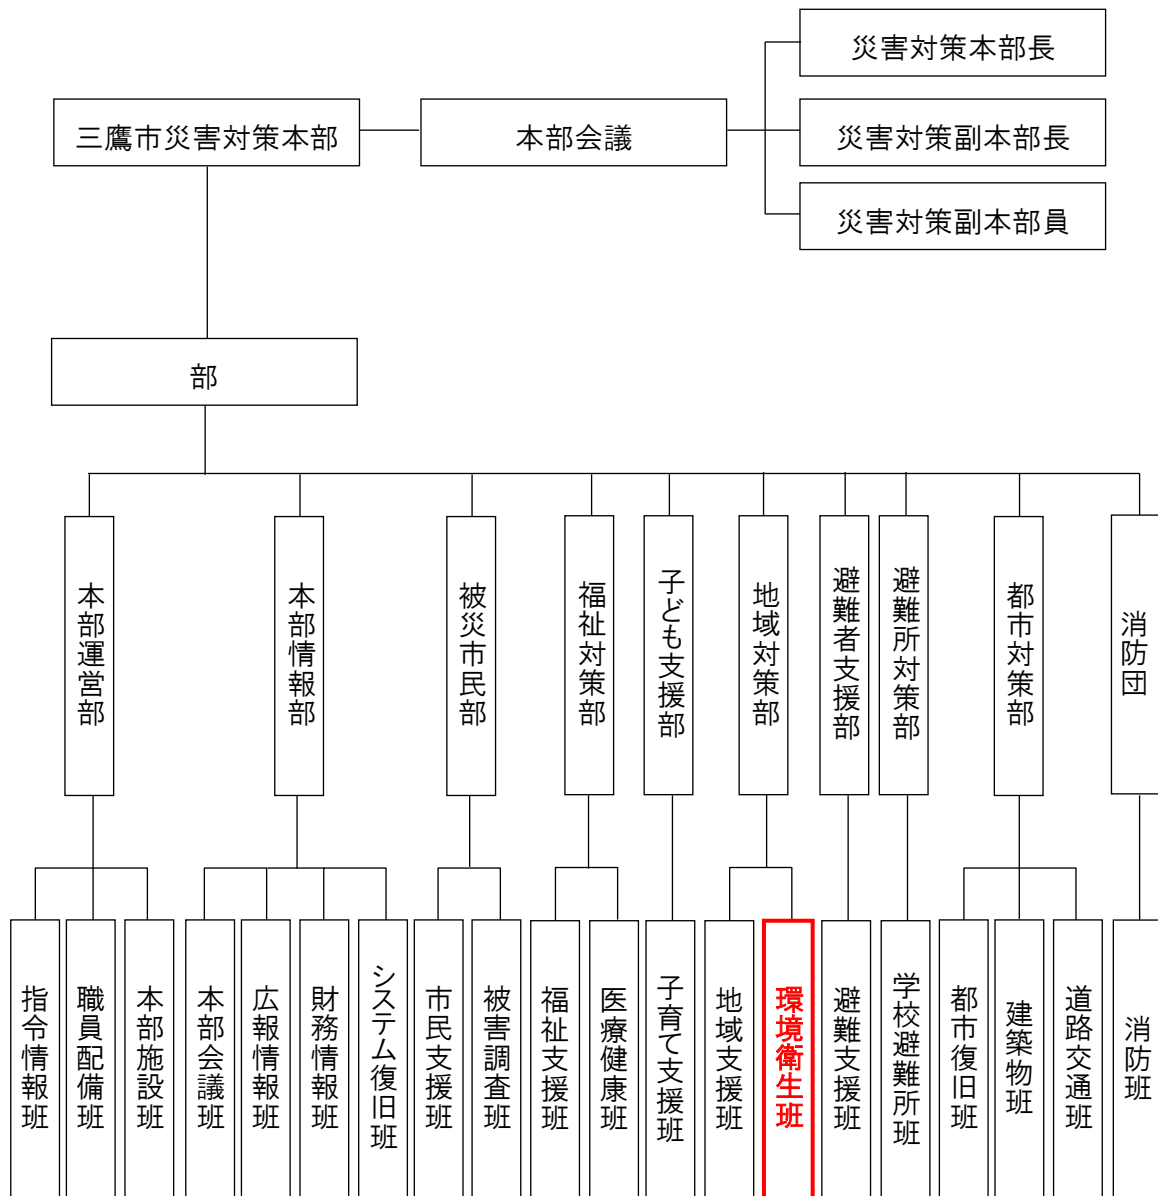 災害対策本部長
三鷹市災害対策本部
本部会議
災害対策副本部長
災害対策副本部員
部
本部運営部
本部情報部
被災市民部
福祉対策部
子ども支援部
地域対策部
避難者支援部
避難所対策部
都市対策部
消防団
指令情報班
職員配備班
本部施設班
本部会議班
広報情報班
財務情報班
システム復旧班
市民支援班
被害調査班
福祉支援班
医療健康班
子育て支援班
地域支援班
環境衛生班
避難支援班
学校避難所班
都市復旧班
建築物班
道路交通班
消防班